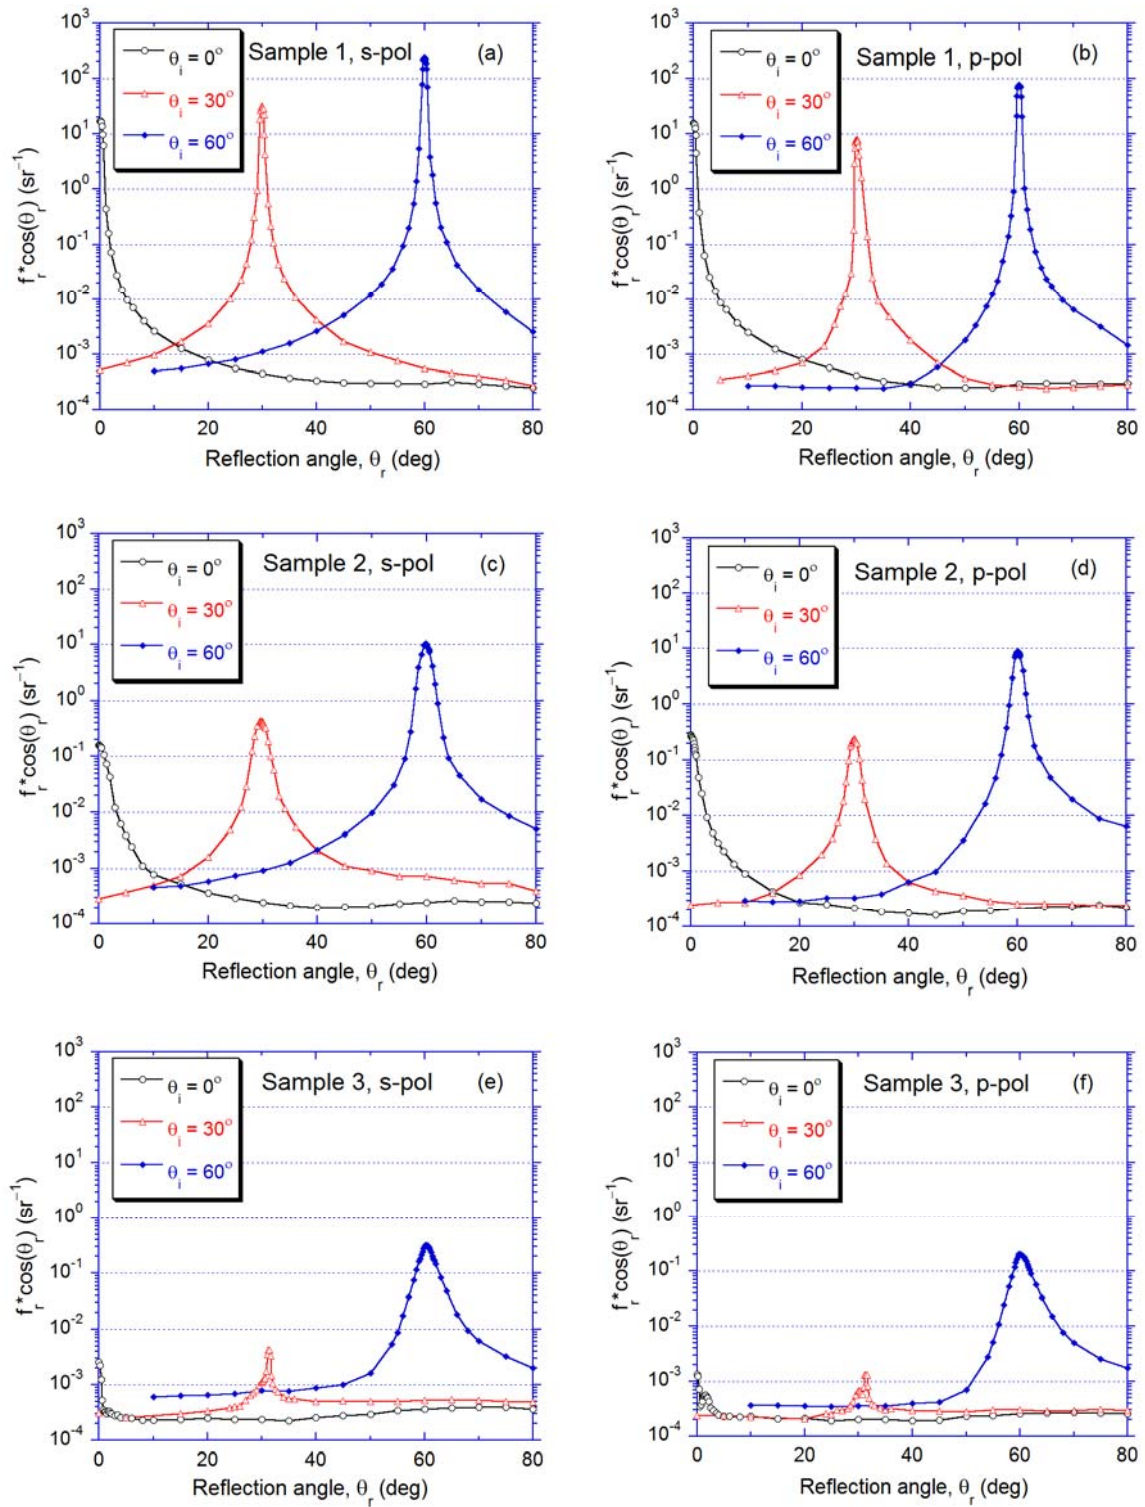 Sample 1, s-pol (a)
θi = 0°
θi = 30°
θi = 60°
10³
10²
10¹
10⁰
10⁻¹
10⁻²
10⁻³
10⁻⁴
fr*cos(θr) (sr⁻¹)
0 20 40 60 80
Reflection angle, θr (deg)
Sample 1, p-pol (b)
θi = 0°
θi = 30°
θi = 60°
10³
10²
10¹
10⁰
10⁻¹
10⁻²
10⁻³
10⁻⁴
fr*cos(θr) (sr⁻¹)
0 20 40 60 80
Reflection angle, θr (deg)
Sample 2, s-pol (c)
θi = 0°
θi = 30°
θi = 60°
10³
10²
10¹
10⁰
10⁻¹
10⁻²
10⁻³
10⁻⁴
fr*cos(θr) (sr⁻¹)
0 20 40 60 80
Reflection angle, θr (deg)
Sample 2, p-pol (d)
θi = 0°
θi = 30°
θi = 60°
10³
10²
10¹
10⁰
10⁻¹
10⁻²
10⁻³
10⁻⁴
fr*cos(θr) (sr⁻¹)
0 20 40 60 80
Reflection angle, θr (deg)
Sample 3, s-pol (e)
θi = 0°
θi = 30°
θi = 60°
10³
10²
10¹
10⁰
10⁻¹
10⁻²
10⁻³
10⁻⁴
fr*cos(θr) (sr⁻¹)
0 20 40 60 80
Reflection angle, θr (deg)
Sample 3, p-pol (f)
θi = 0°
θi = 30°
θi = 60°
10³
10²
10¹
10⁰
10⁻¹
10⁻²
10⁻³
10⁻⁴
fr*cos(θr) (sr⁻¹)
0 20 40 60 80
Reflection angle, θr (deg)